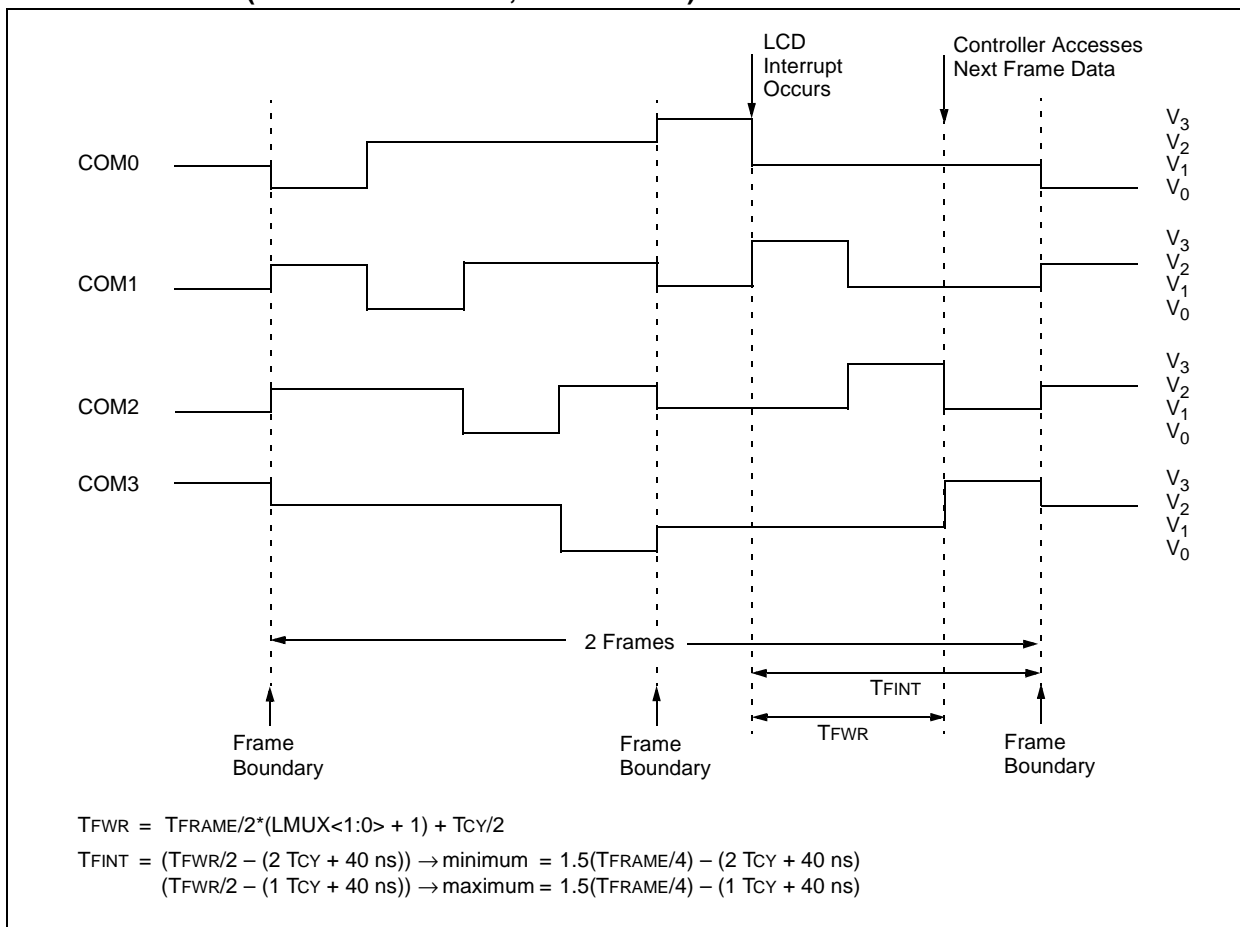 LCD
Interrupt
Occurs
Controller Accesses
Next Frame Data
COM0
V3
V2
V1
V0
COM1
V3
V2
V1
V0
COM2
V3
V2
V1
V0
COM3
V3
V2
V1
V0
2 Frames
TFINT
TFWR
Frame
Boundary
Frame
Boundary
Frame
Boundary
TFWR = TFRAME/2*(LMUX<1:0> + 1) + TCY/2
TFINT = (TFWR/2 – (2 TCY + 40 ns)) → minimum = 1.5(TFRAME/4) – (2 TCY + 40 ns)
(TFWR/2 – (1 TCY + 40 ns)) → maximum = 1.5(TFRAME/4) – (1 TCY + 40 ns)